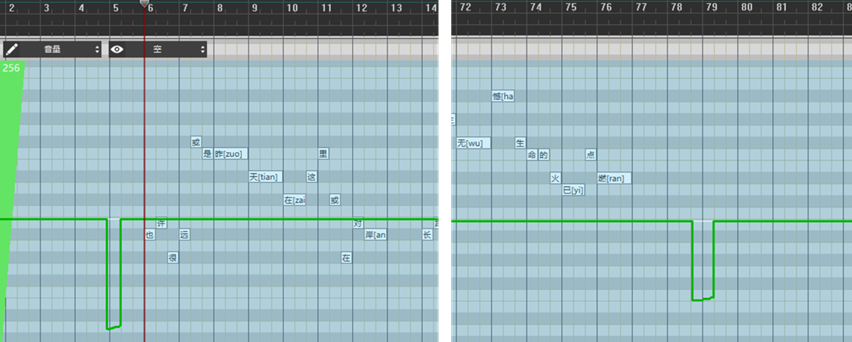 2 3 4 5 6 7 8 9 10 11 12 13 14
音量 空
256
或
是 昨[zuo] 里
天[tian] 这
在[zai 或
也 许 远 对 岸[an 长
很 在
72 73 74 75 76 77 78 79 80 81 82 83
憾[ha
无[wu] 生
命 的 点
火 燃[ran]
已[yi]